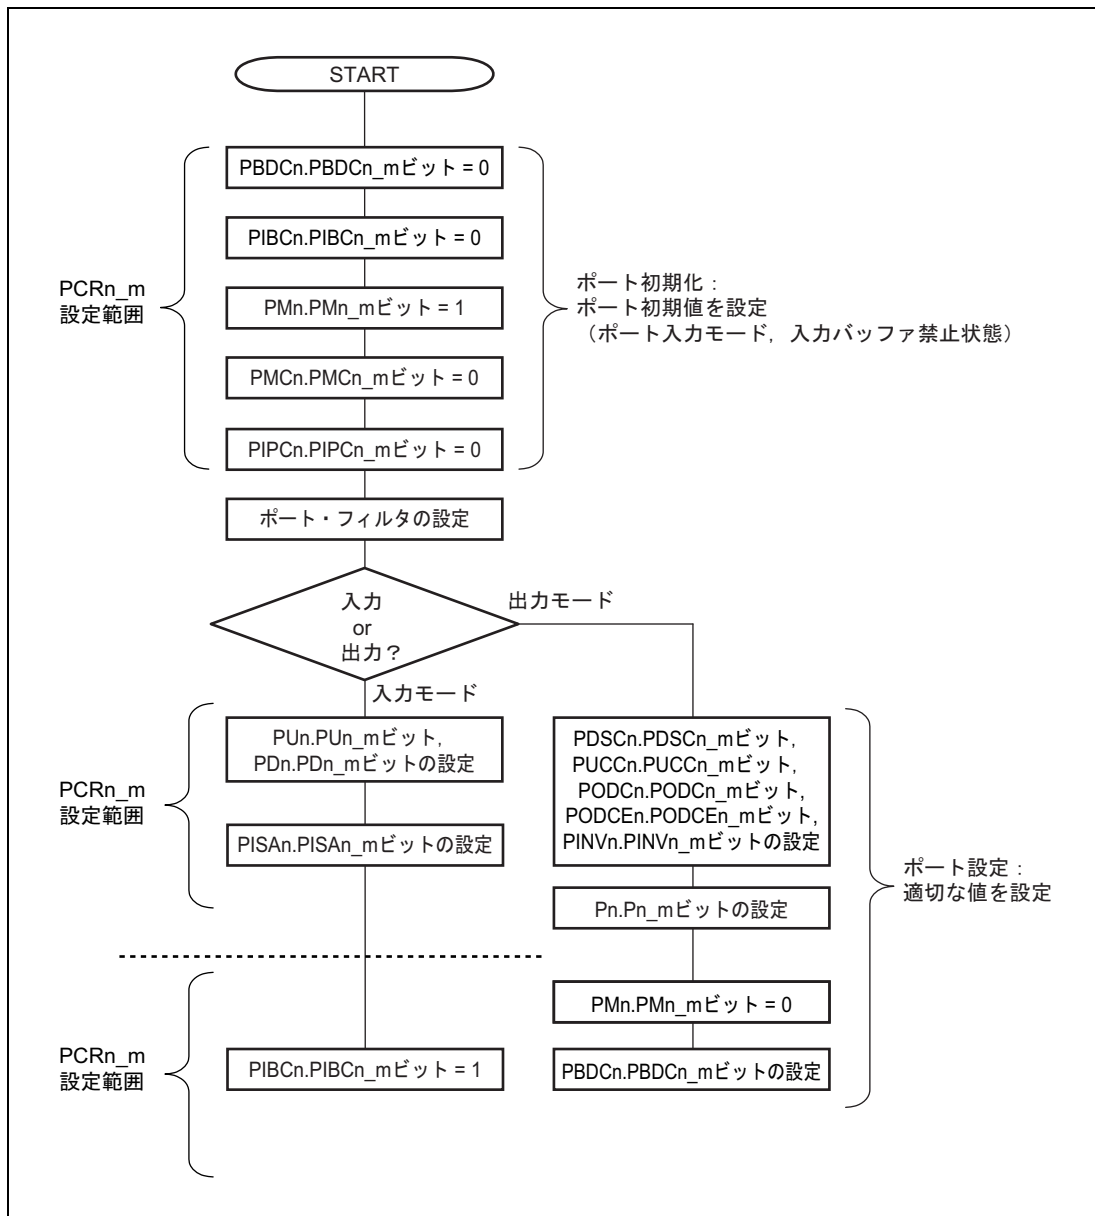 START
PBDCn.PBDCn_mビット = 0
PIBCn.PIBCn_mビット = 0
PCRn_m
設定範囲
PMn.PMn_mビット = 1
ポート初期化：
ポート初期値を設定
（ポート入力モード，入力バッファ禁止状態）
PMCn.PMCn_mビット = 0
PIPCn.PIPCn_mビット = 0
ポート・フィルタの設定
入力
or
出力？
出力モード
入力モード
PCRn_m
設定範囲
PUn.PUn_mビット，
PDn.PDn_mビットの設定
PISAn.PISAn_mビットの設定
PDSCn.PDSCn_mビット，
PUCCn.PUCCn_mビット，
PODCn.PODCn_mビット，
PODCEn.PODCEn_mビット，
PINVn.PINVn_mビットの設定
Pn.Pn_mビットの設定
ポート設定：
適切な値を設定
PMn.PMn_mビット = 0
PCRn_m
設定範囲
PIBCn.PIBCn_mビット = 1
PBDCn.PBDCn_mビットの設定